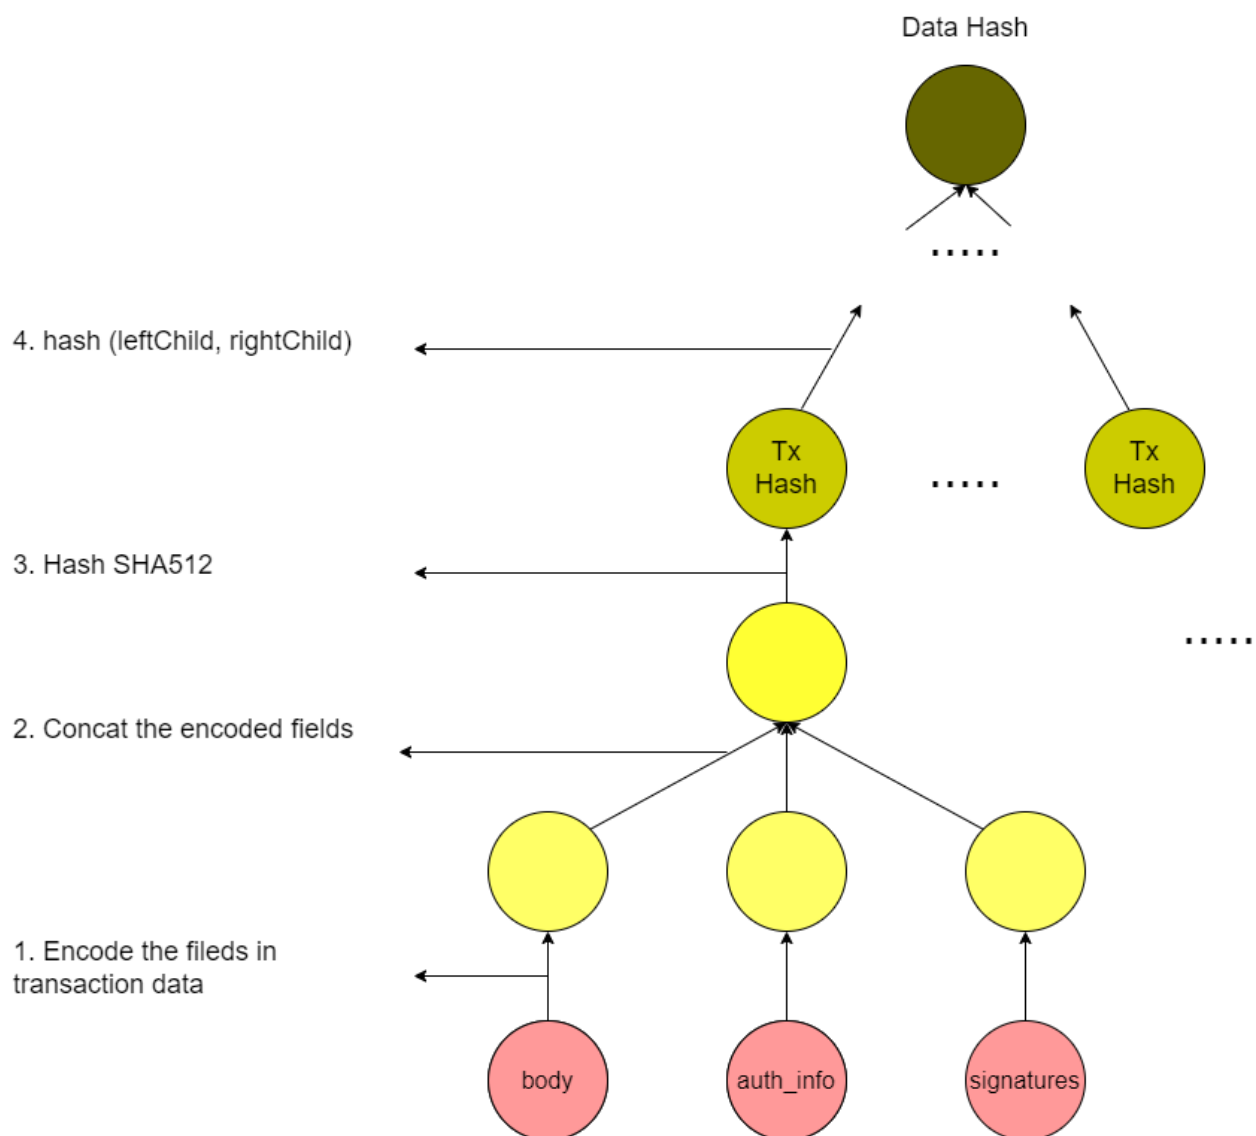 Data Hash
.....
4. hash (leftChild, rightChild)
Tx
Hash
.....
Tx
Hash
3. Hash SHA512
.....
2. Concat the encoded fields
1. Encode the fileds in
transaction data
body
auth_info
signatures